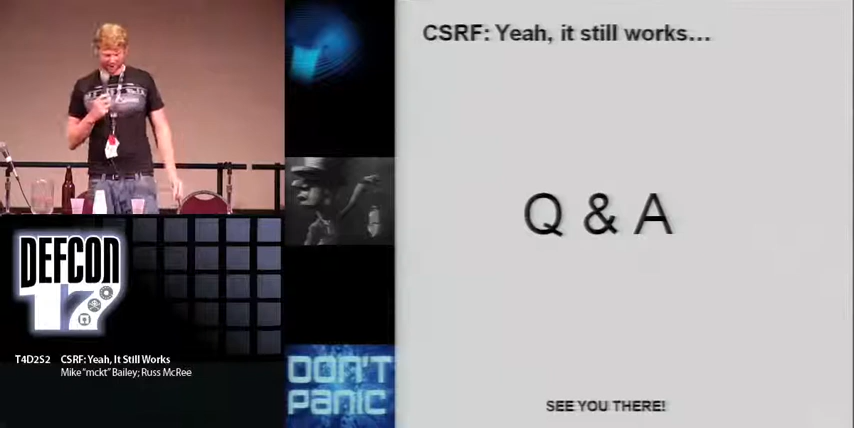 CSRF: Yeah, it still works...
Q & A
SEE YOU THERE!
DEFCON
17
T4D2S2 CSRF: Yeah, It Still Works
Mike "mckt" Bailey; Russ McRee
DON'T
PANIC